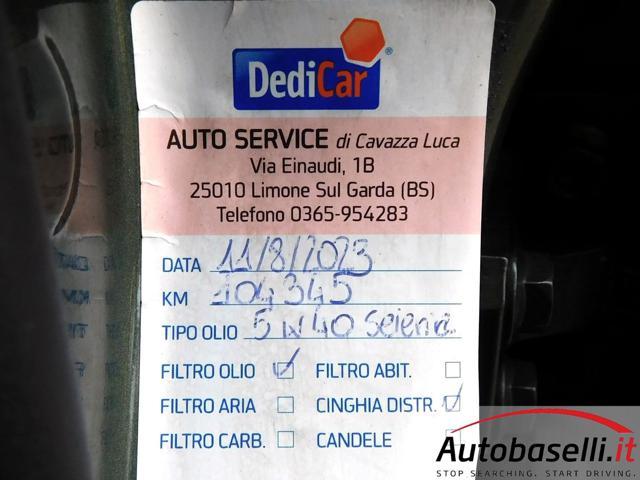 DediCar
AUTO SERVICE di Cavazza Luca
Via Einaudi, 1B
25010 Limone Sul Garda (BS)
Telefono 0365-954283
DATA 11/8/2023
KM 104345
TIPO OLIO 5W40 Selenia
FILTRO OLIO FILTRO ABIT.
FILTRO ARIA CINGHIA DISTR.
FILTRO CARB. CANDELE
Autobaselli.it
STOP SEARCHING. START DRIVING.